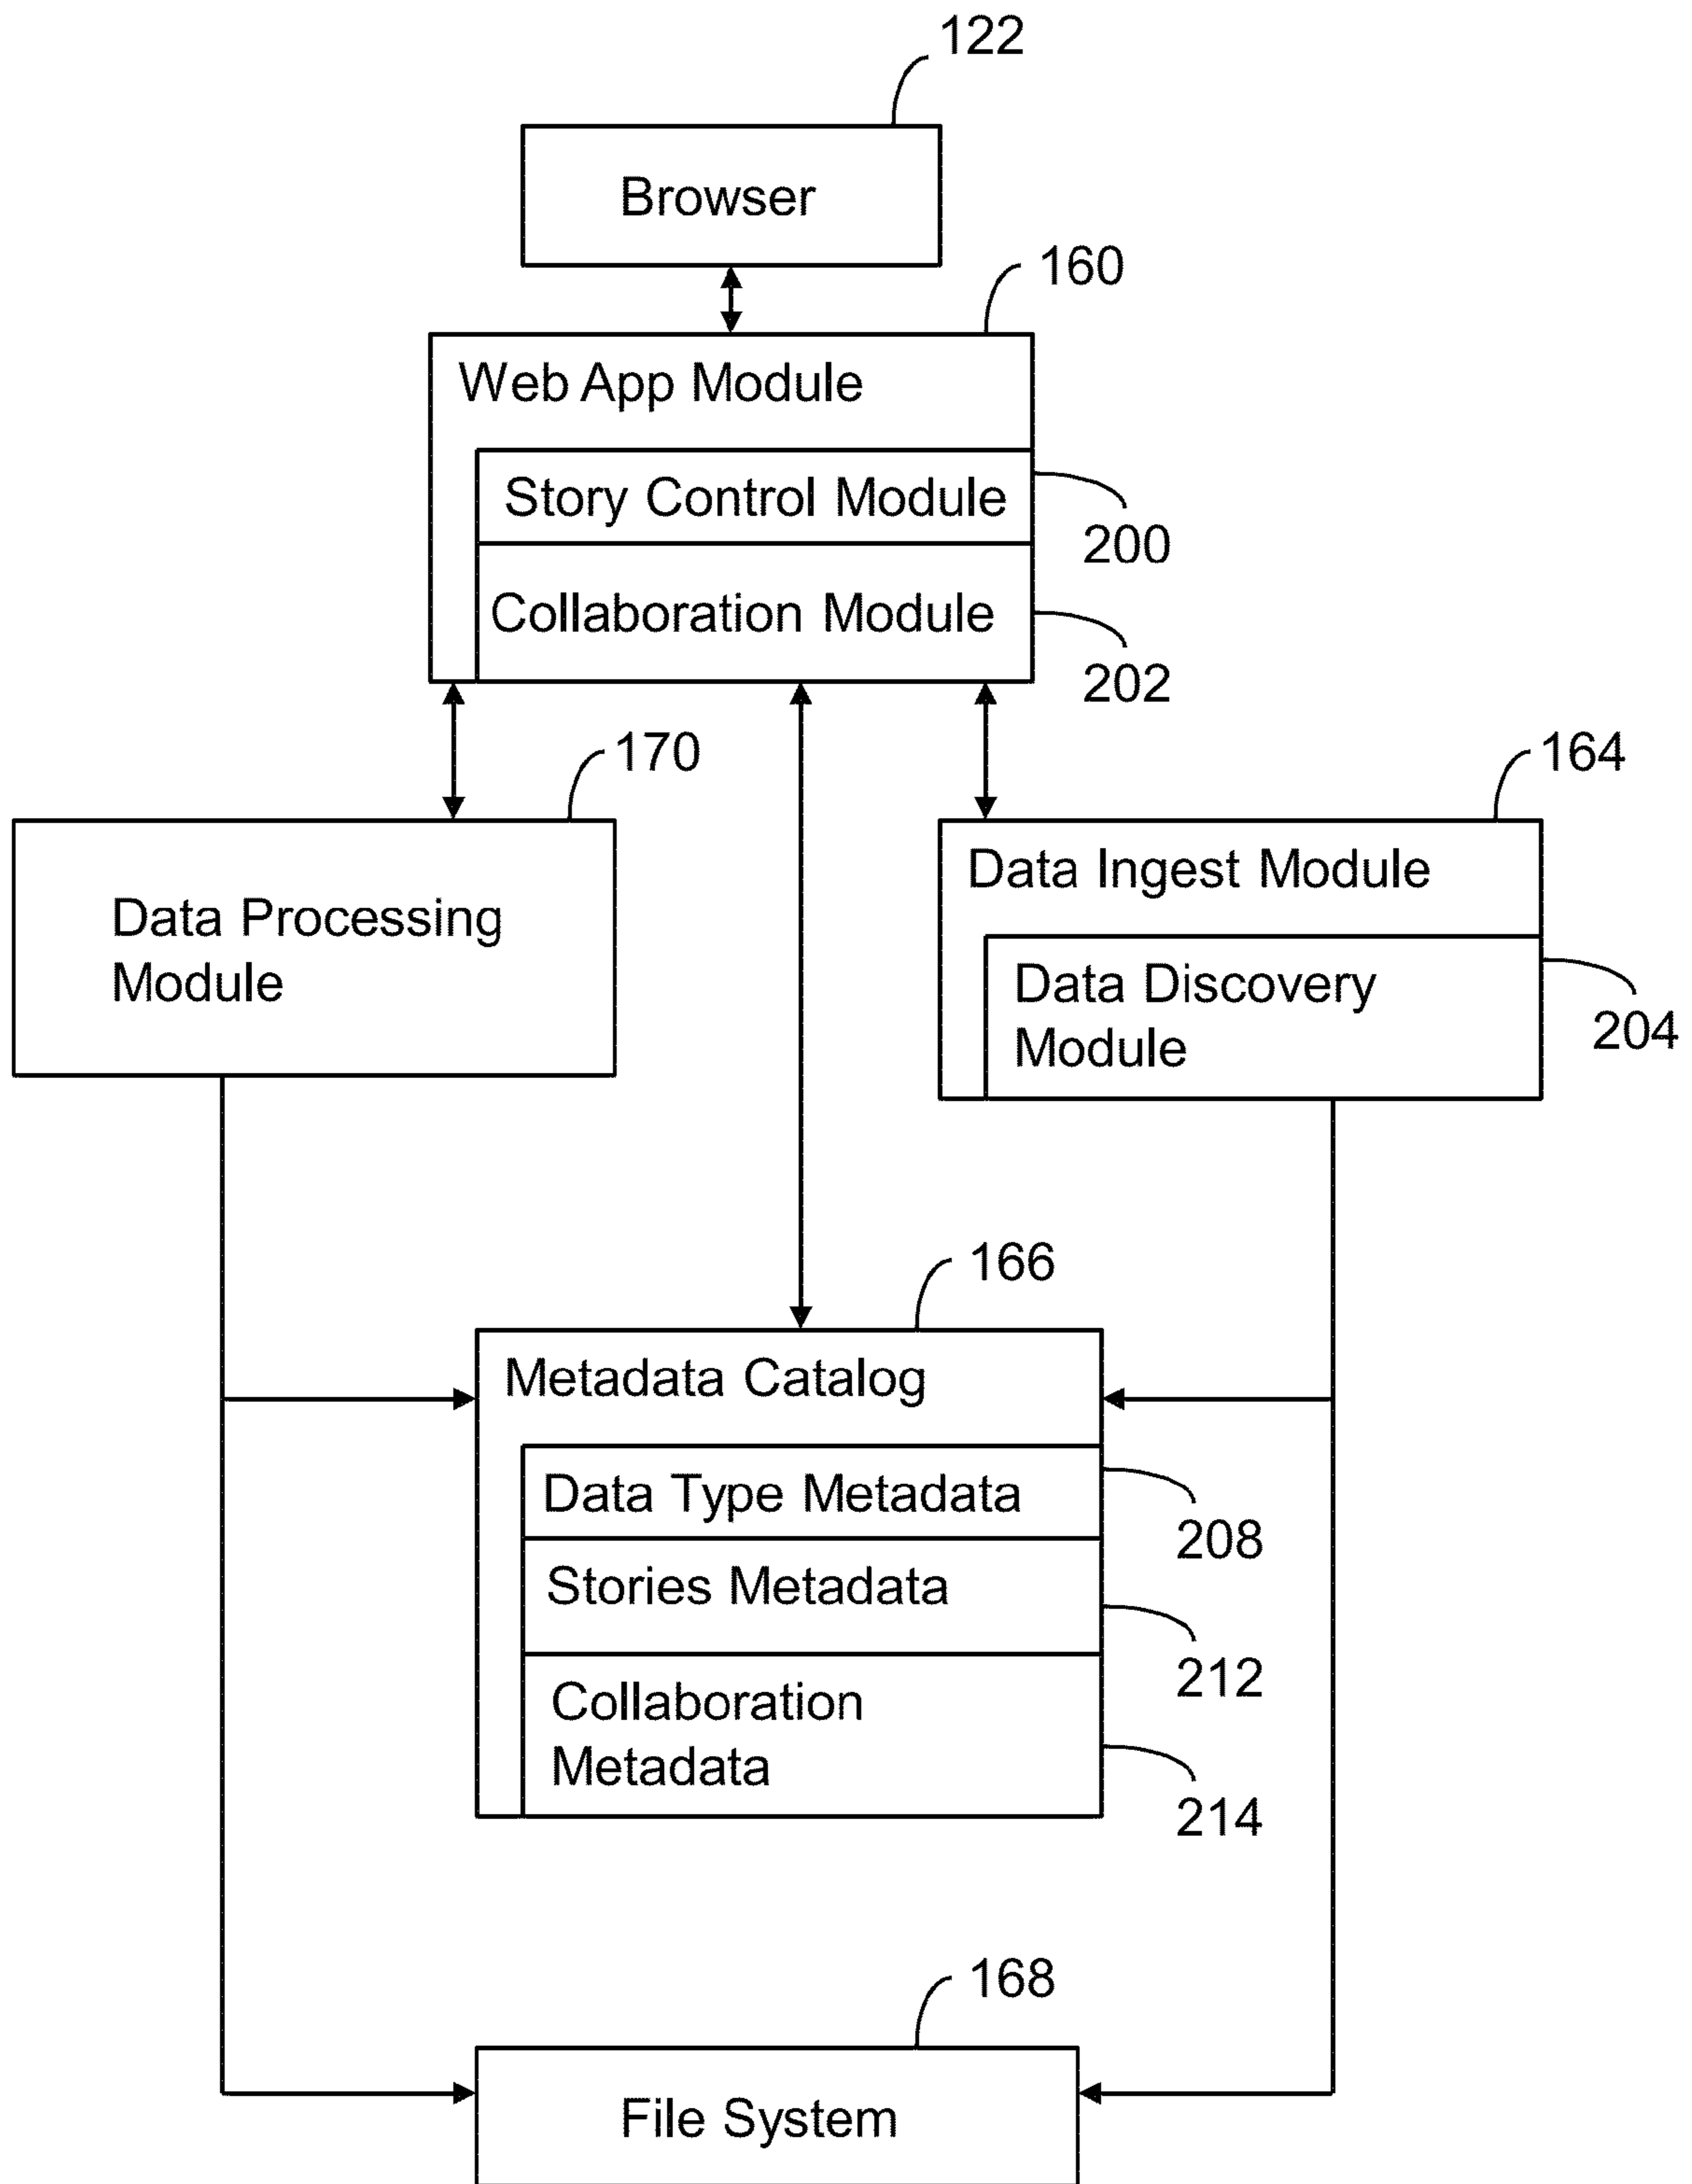 122
Browser
160
Web App Module
Story Control Module
200
Collaboration Module
202
170
164
Data Processing
Module
Data Ingest Module
Data Discovery
Module
204
166
Metadata Catalog
Data Type Metadata
208
Stories Metadata
212
Collaboration
Metadata
214
168
File System